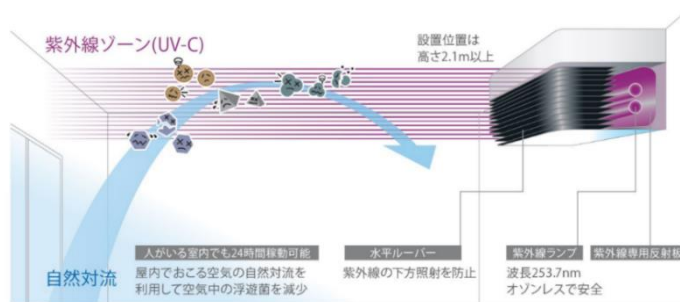 紫外線ゾーン(UV-C)
設置位置は
高さ2.1m以上
自然対流
人がいる室内でも24時間稼動可能
屋内でおこる空気の自然対流を
利用して空気中の浮遊菌を減少
水平ルーバー
紫外線の下方照射を防止
紫外線ランプ
波長253.7nm
オゾンレスで安全
紫外線専用反射板